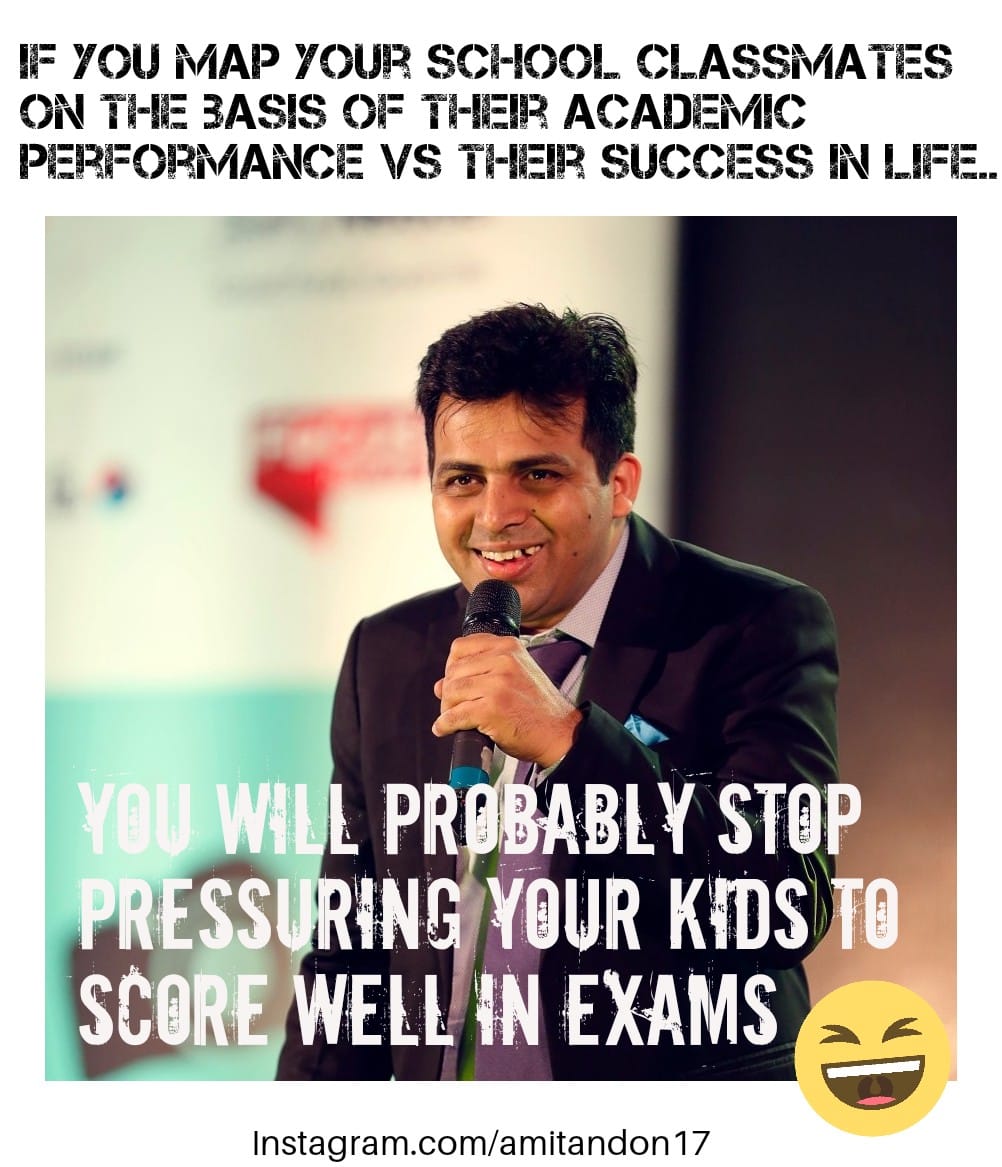 IF YOU MAP YOUR SCHOOL CLASSMATES
ON THE BASIS OF THEIR ACADEMIC
PERFORMANCE VS THEIR SUCCESS IN LIFE..
YOU WILL PROBABLY STOP
PRESSURING YOUR KIDS TO
SCORE WELL IN EXAMS
Instagram.com/amitandon17